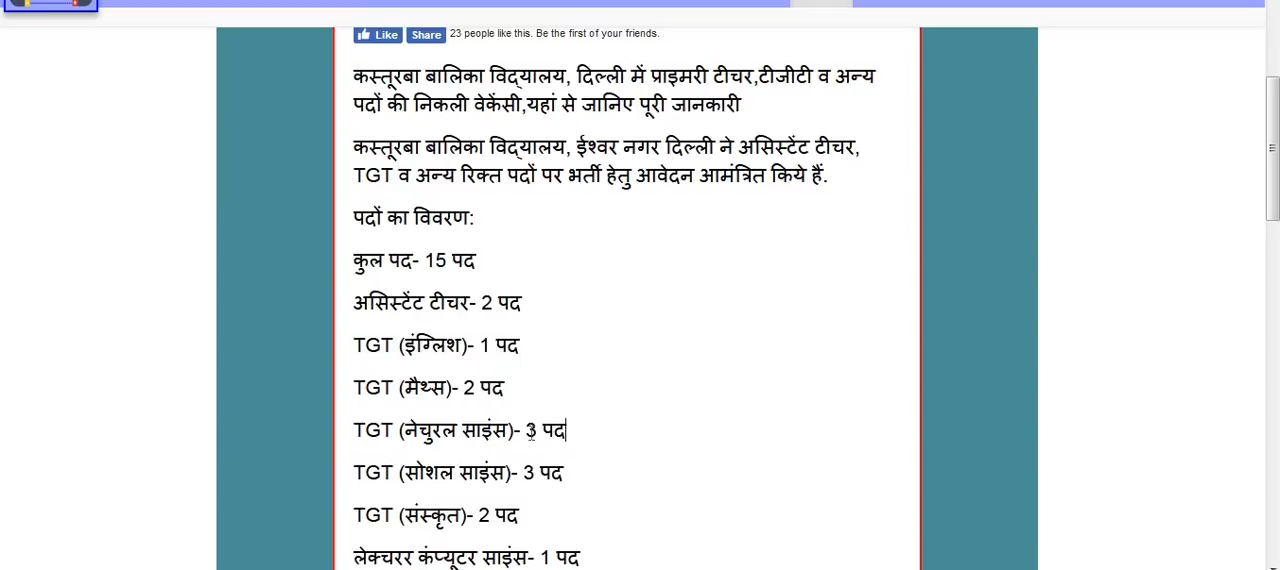 Like Share 23 people like this. Be the first of your friends.
कस्तूरबा बालिका विद्यालय, दिल्ली में प्राइमरी टीचर,टीजीटी व अन्य
पदों की निकली वेकेंसी,यहां से जानिए पूरी जानकारी
कस्तूरबा बालिका विद्यालय, ईश्वर नगर दिल्ली ने असिस्टेंट टीचर,
TGT व अन्य रिक्त पदों पर भर्ती हेतु आवेदन आमंत्रित किये हैं.
पदों का विवरण:
कुल पद- 15 पद
असिस्टेंट टीचर- 2 पद
TGT (इंग्लिश)- 1 पद
TGT (मैथ्स)- 2 पद
TGT (नेचुरल साइंस)- 3 पद
TGT (सोशल साइंस)- 3 पद
TGT (संस्कृत)- 2 पद
लेक्चरर कंप्यूटर साइंस- 1 पद